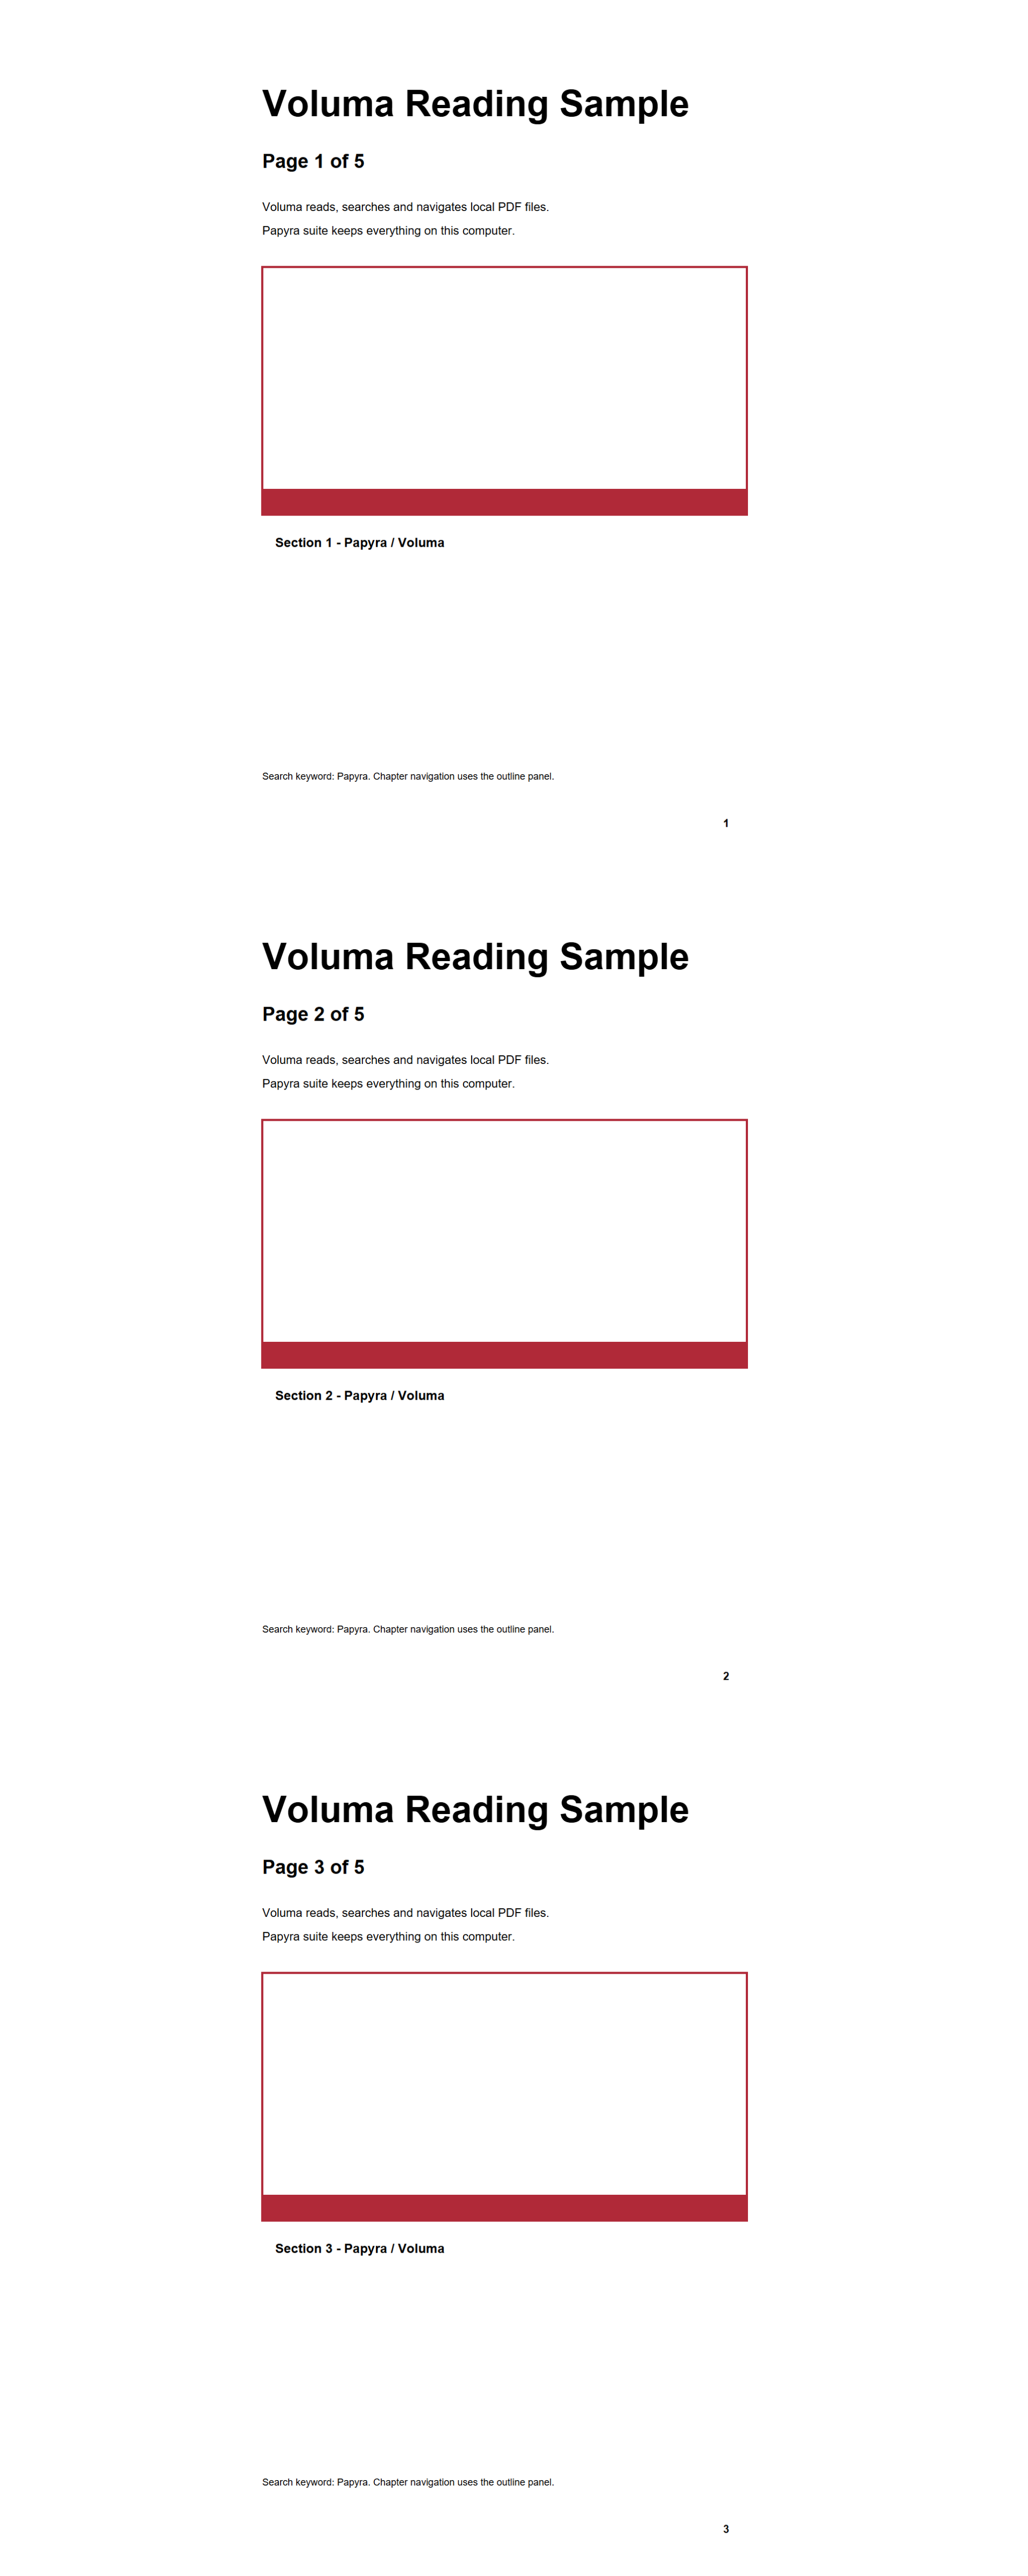 Voluma Reading Sample
Page 1 of 5
Voluma reads, searches and navigates local PDF files.
Papyra suite keeps everything on this computer.
Section 1 - Papyra / Voluma
Search keyword: Papyra. Chapter navigation uses the outline panel.
1
Voluma Reading Sample
Page 2 of 5
Voluma reads, searches and navigates local PDF files.
Papyra suite keeps everything on this computer.
Section 2 - Papyra / Voluma
Search keyword: Papyra. Chapter navigation uses the outline panel.
2
Voluma Reading Sample
Page 3 of 5
Voluma reads, searches and navigates local PDF files.
Papyra suite keeps everything on this computer.
Section 3 - Papyra / Voluma
Search keyword: Papyra. Chapter navigation uses the outline panel.
3